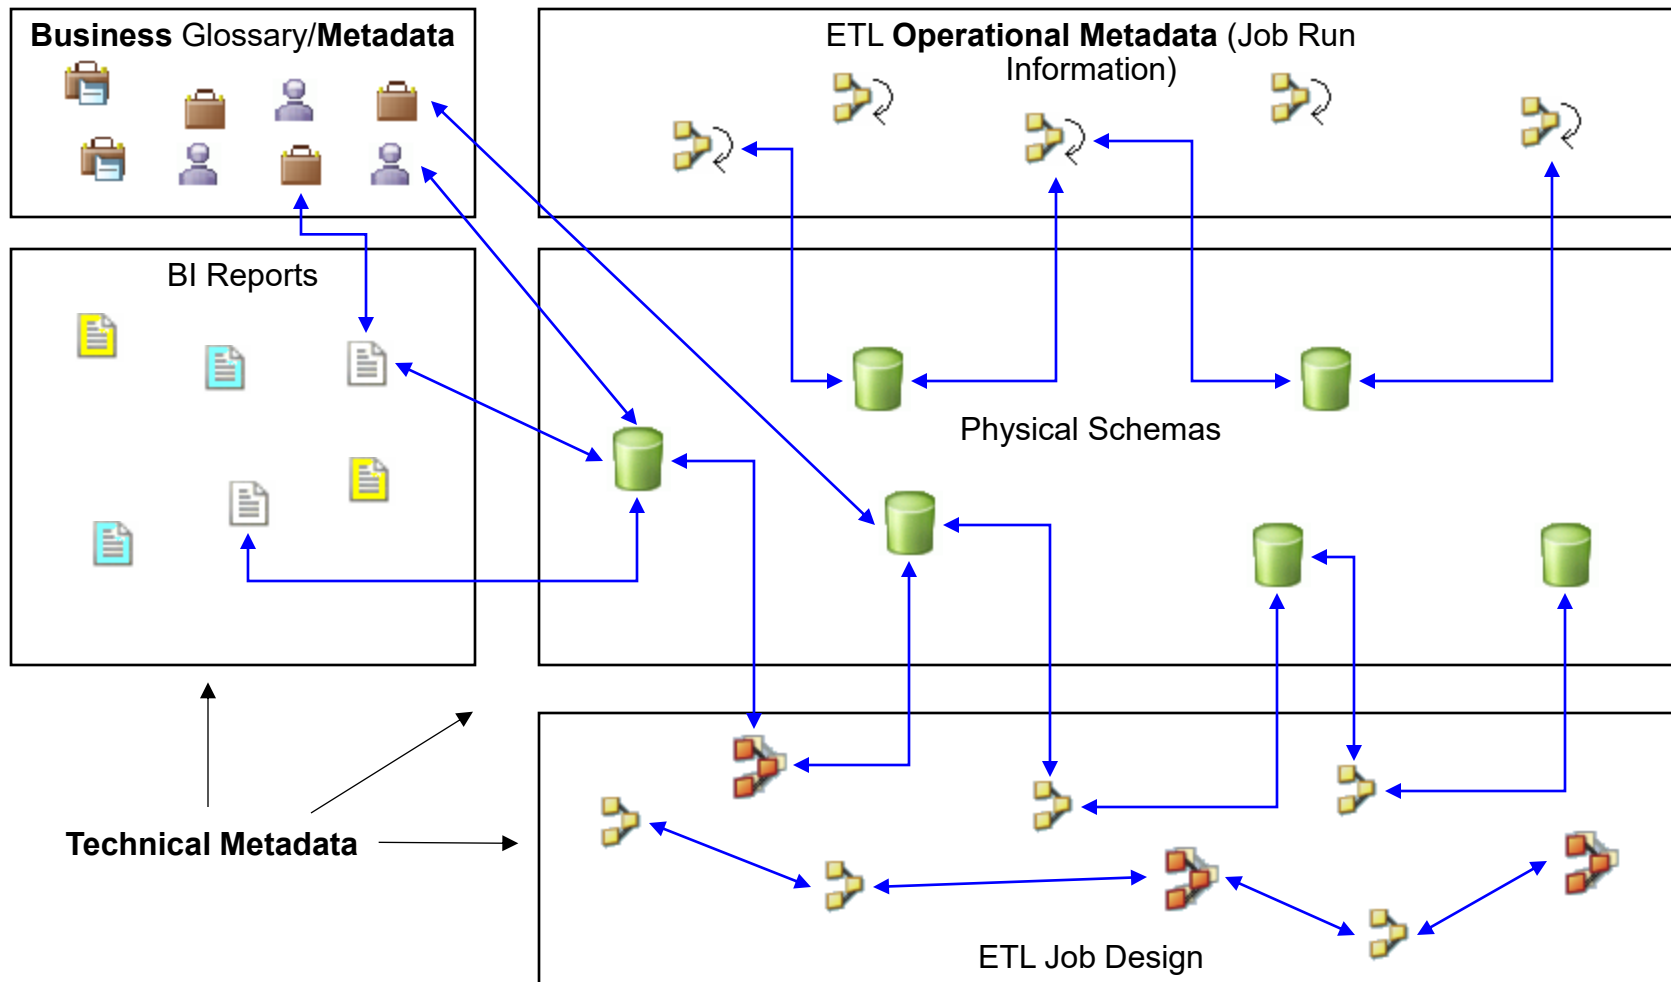 Business Glossary/Metadata
ETL Operational Metadata (Job Run
Information)
BI Reports
Physical Schemas
Technical Metadata
ETL Job Design